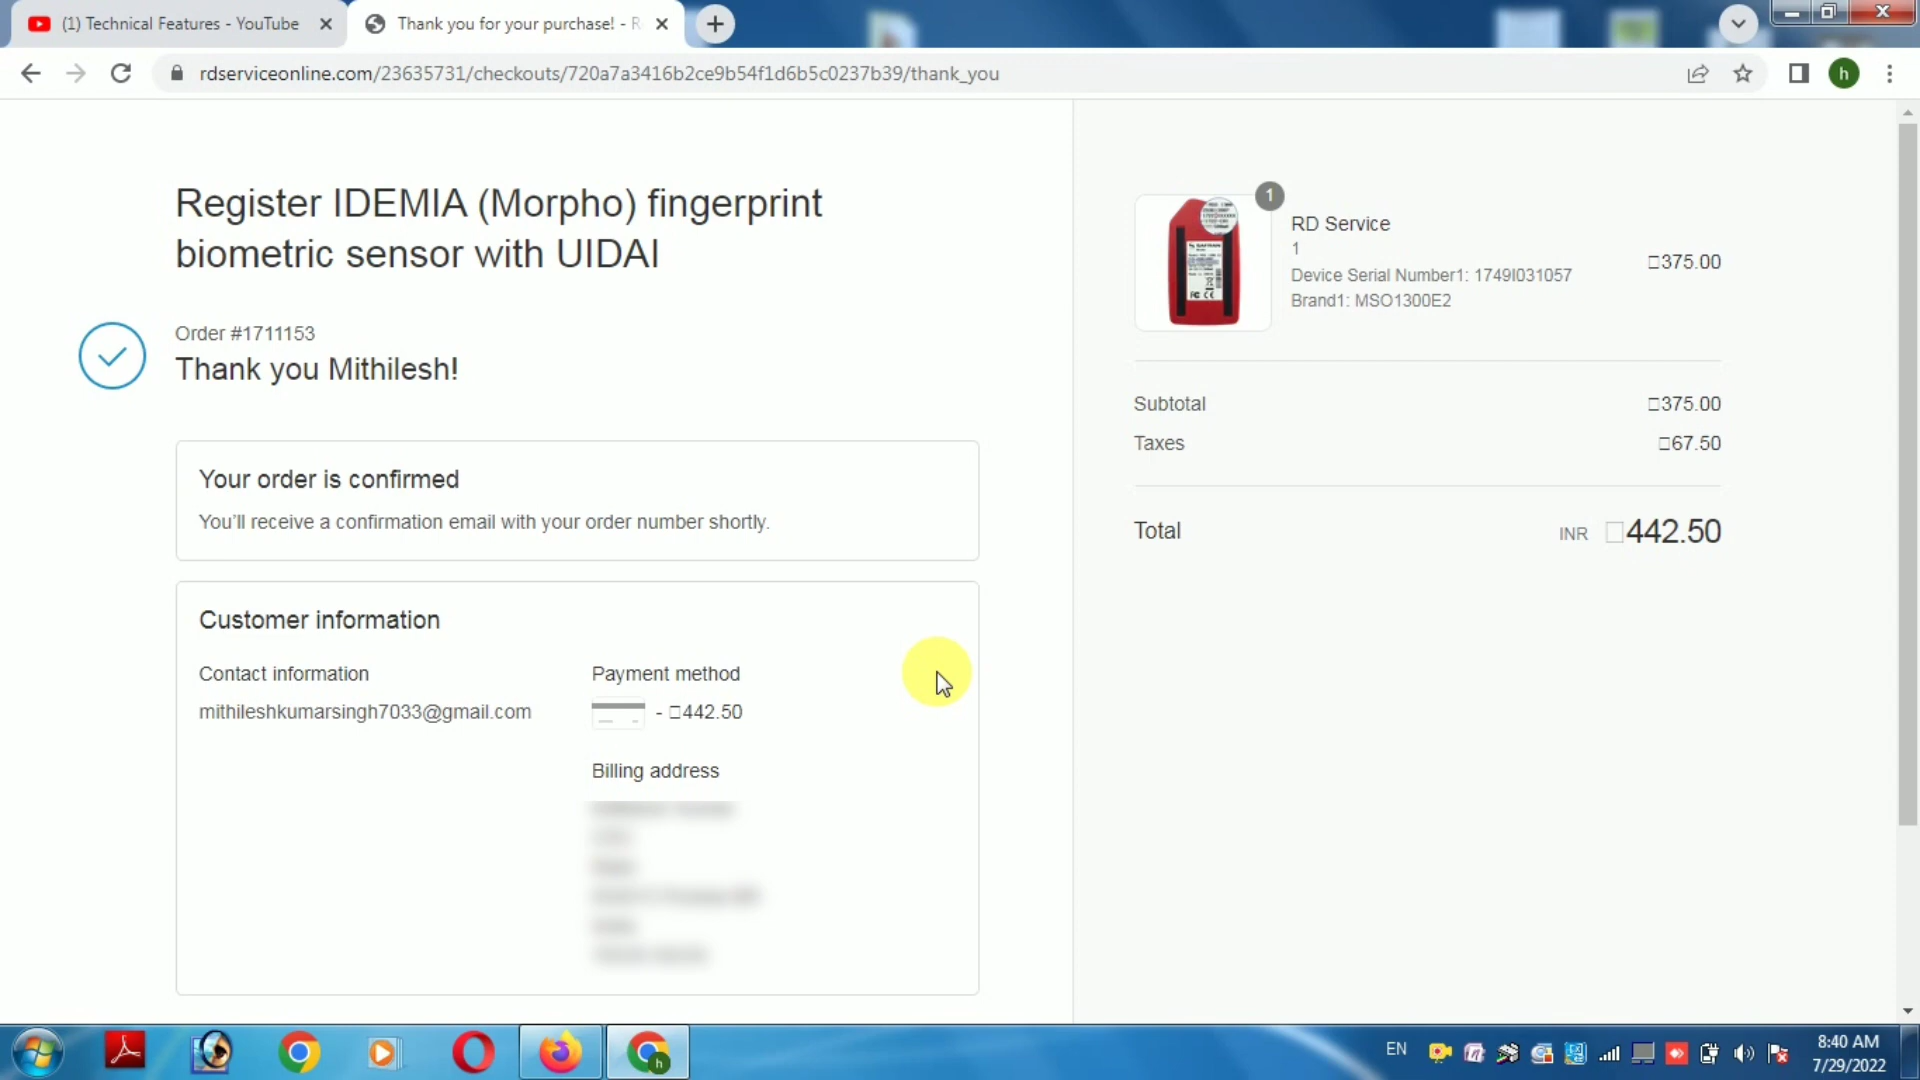 (1) Technical Features - YouTube
Thank you for your purchase! - R
rdserviceonline.com/23635731/checkouts/720a7a3416b2ce9b54f1d6b5c0237b39/thank_you
h
Register IDEMIA (Morpho) fingerprint
biometric sensor with UIDAI
Order #1711153
Thank you Mithilesh!
Your order is confirmed
You’ll receive a confirmation email with your order number shortly.
Customer information
Contact information
mithileshkumarsingh7033@gmail.com
Payment method
- □442.50
Billing address
1
RD Service
1
Device Serial Number1: 1749I031057
Brand1: MSO1300E2
□375.00
Subtotal □375.00
Taxes □67.50
Total INR □442.50
h
EN
8:40 AM
7/29/2022